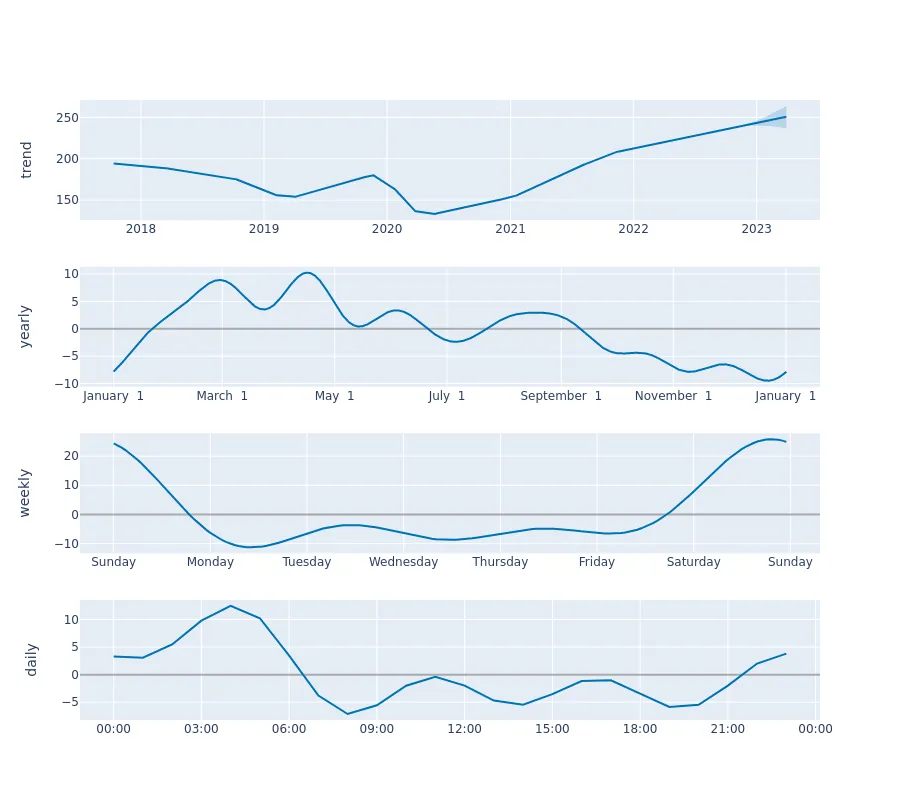 trend
250
200
150
2018 2019 2020 2021 2022 2023
yearly
10
5
0
−5
−10
January 1 March 1 May 1 July 1 September 1 November 1 January 1
weekly
20
10
0
−10
Sunday Monday Tuesday Wednesday Thursday Friday Saturday Sunday
daily
10
5
0
−5
00:00 03:00 06:00 09:00 12:00 15:00 18:00 21:00 00:00